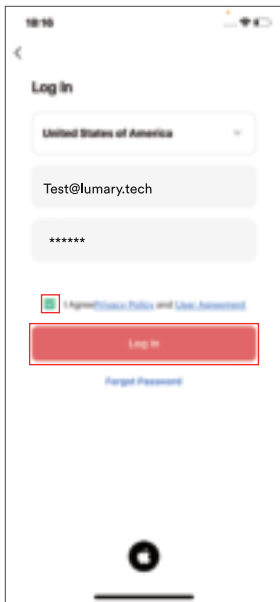 18:16
Log In
United States of America
Test@lumary.tech
******
I Agree Privacy Policy and User Agreement
Log In
Forgot Password